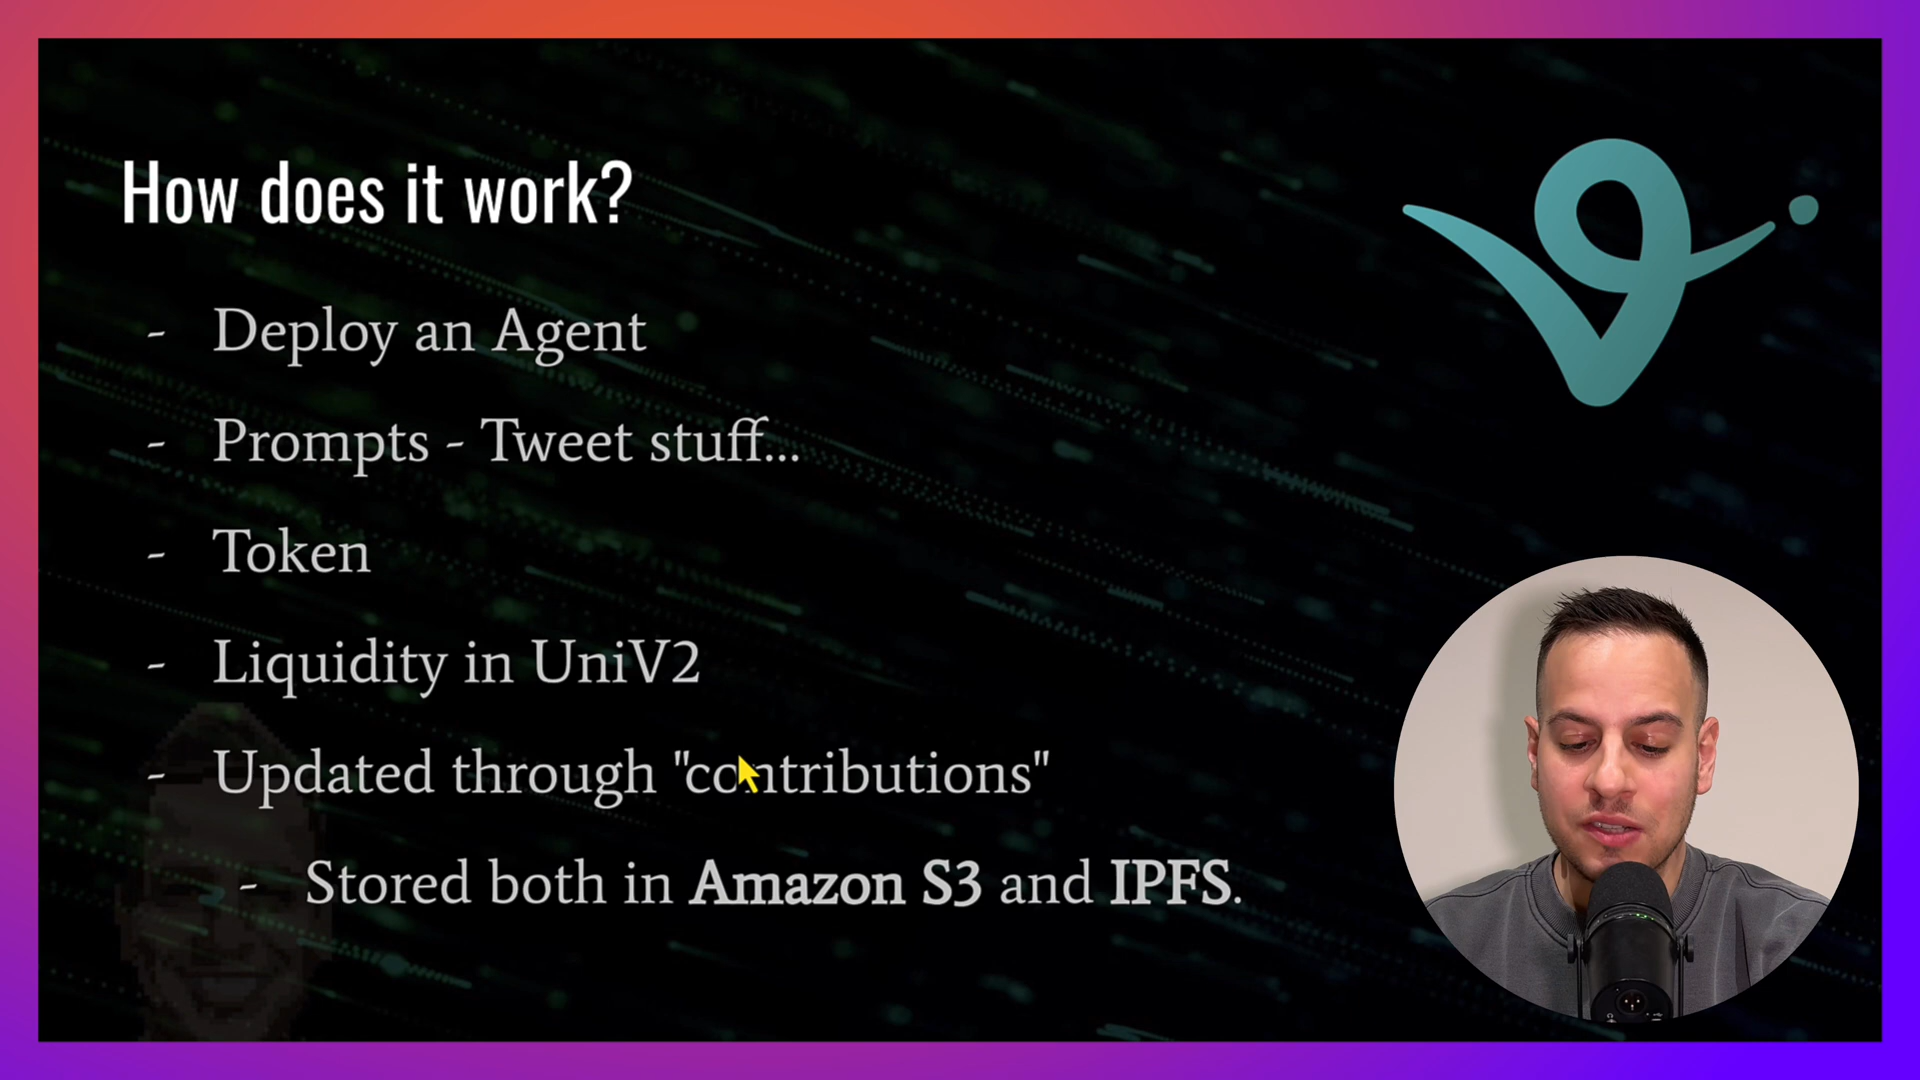 How does it work?
- Deploy an Agent
- Prompts - Tweet stuff...
- Token
- Liquidity in UniV2
- Updated through "contributions"
- Stored both in Amazon S3 and IPFS.